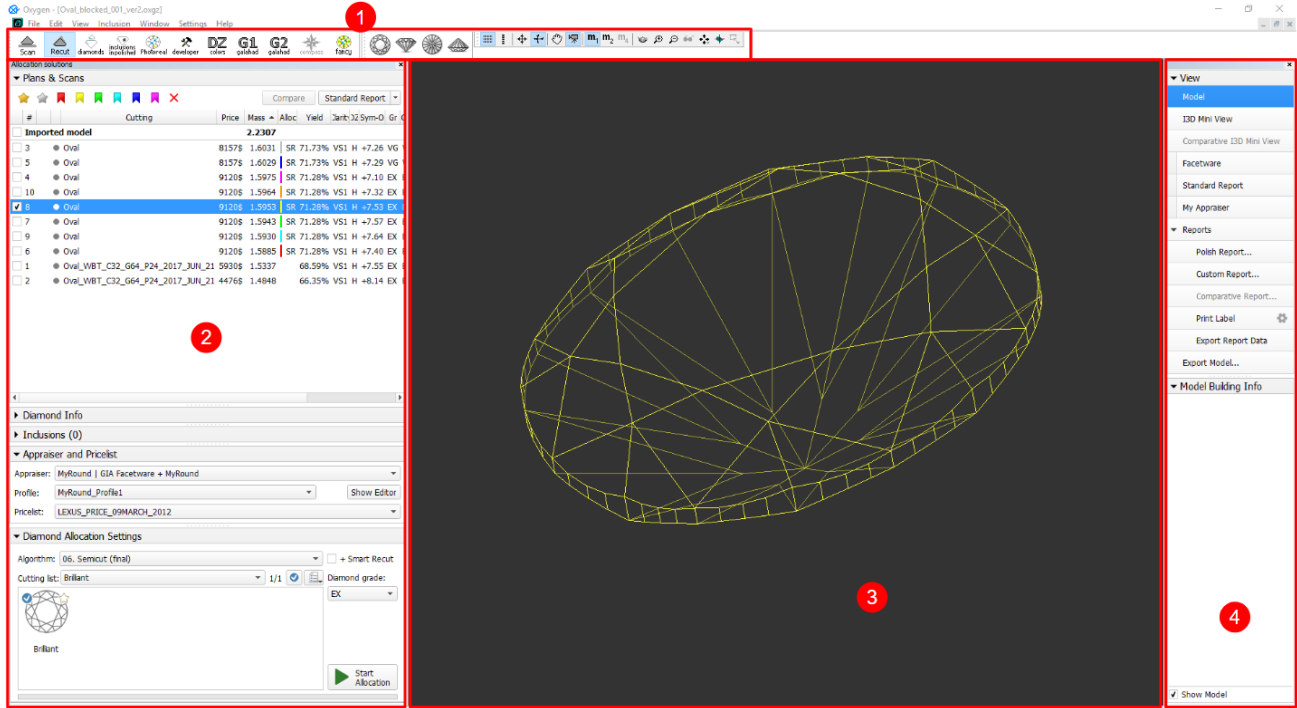 Oxygen - [Oval_blocked_001_ver2.oxgz]
File Edit View Inclusion Window Settings Help
1
Scan Recut diamonds inclusions inpolished Photoreal developer DZ colors G1 galahad G2 galahad compass fancy m1 m2
Allocation solutions
Plans & Scans
Compare Standard Report
# Cutting Price Mass Alloc Yield Sym-O Gr
Imported model 2.2307
3 Oval 8157$ 1.6031 SR 71.73% VS1 H +7.26 VG
5 Oval 8157$ 1.6029 SR 71.73% VS1 H +7.29 VG
4 Oval 9120$ 1.5975 SR 71.28% VS1 H +7.10 EX
10 Oval 9120$ 1.5964 SR 71.28% VS1 H +7.32 EX
8 Oval 9120$ 1.5953 SR 71.28% VS1 H +7.53 EX
7 Oval 9120$ 1.5943 SR 71.28% VS1 H +7.57 EX
9 Oval 9120$ 1.5930 SR 71.28% VS1 H +7.64 EX
6 Oval 9120$ 1.5885 SR 71.28% VS1 H +7.40 EX
1 Oval_WBT_C32_G64_P24_2017_JUN_21 5930$ 1.5337 68.59% VS1 H +7.55 EX
2 Oval_WBT_C32_G64_P24_2017_JUN_21 4476$ 1.4848 66.35% VS1 H +8.14 EX
2
Diamond Info
Inclusions (0)
Appraiser and Pricelist
Appraiser: MyRound | GIA Facetware + MyRound
Profile: MyRound_Profile1 Show Editor
Pricelist: LEXUS_PRICE_09MARCH_2012
Diamond Allocation Settings
Algorithm: 06. Semicut (final) + Smart Recut
Cutting list: Brilliant 1/1 Diamond grade:
EX
Brilliant
Start Allocation
3
View
Model
I3D Mini View
Comparative I3D Mini View
Facetware
Standard Report
My Appraiser
Reports
Polish Report...
Custom Report...
Comparative Report...
Print Label
Export Report Data
Export Model...
Model Building Info
4
Show Model